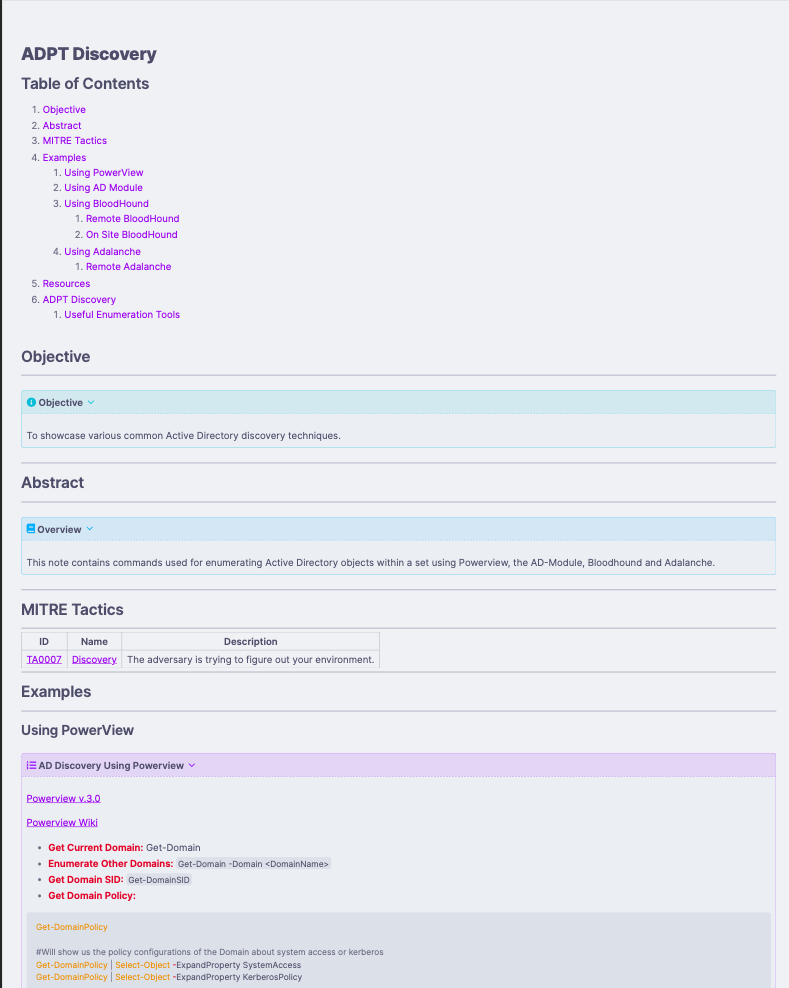 ADPT Discovery
Table of Contents
1. Objective
2. Abstract
3. MITRE Tactics
4. Examples
1. Using PowerView
2. Using AD Module
3. Using BloodHound
1. Remote BloodHound
2. On Site BloodHound
4. Using Adalanche
1. Remote Adalanche
5. Resources
6. ADPT Discovery
1. Useful Enumeration Tools
Objective
Objective
To showcase various common Active Directory discovery techniques.
Abstract
Overview
This note contains commands used for enumerating Active Directory objects within a set using Powerview, the AD-Module, Bloodhound and Adalanche.
MITRE Tactics
ID Name Description
TA0007 Discovery The adversary is trying to figure out your environment.
Examples
Using PowerView
AD Discovery Using Powerview
Powerview v.3.0
Powerview Wiki
• Get Current Domain: Get-Domain
• Enumerate Other Domains: Get-Domain -Domain <DomainName>
• Get Domain SID: Get-DomainSID
• Get Domain Policy:
Get-DomainPolicy
#Will show us the policy configurations of the Domain about system access or kerberos
Get-DomainPolicy | Select-Object -ExpandProperty SystemAccess
Get-DomainPolicy | Select-Object -ExpandProperty KerberosPolicy